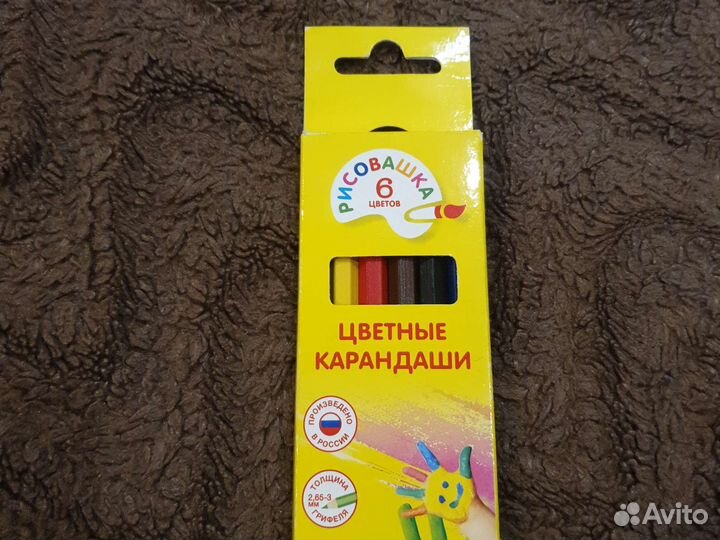 РИСОВАШКА
6
ЦВЕТОВ
ЦВЕТНЫЕ
КАРАНДАШИ
ПРОИЗВЕДЕНО
В РОССИИ
ТОЛЩИНА
2,65-3
ММ
ГРИФЕЛЯ
Avito